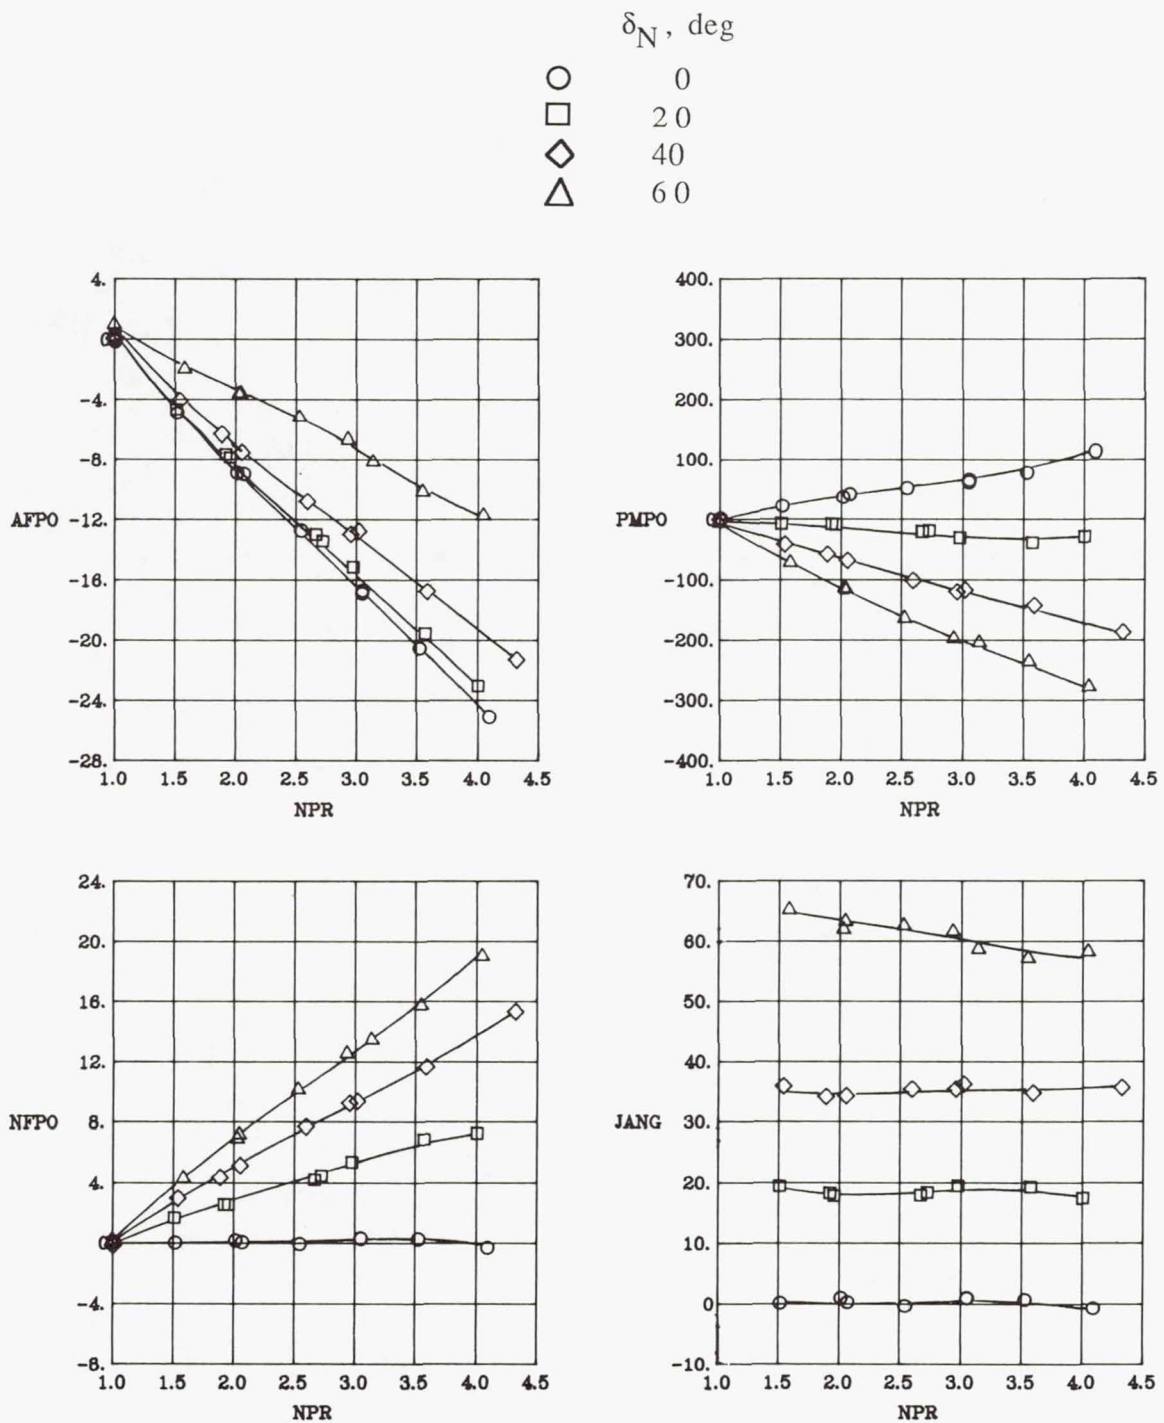 δN, deg
0
20
40
60
4.
0
-4.
-8.
AFPO -12.
-16.
-20.
-24.
-28.
1.0 1.5 2.0 2.5 3.0 3.5 4.0 4.5
NPR
400.
300.
200.
100.
PMPO 0
-100.
-200.
-300.
-400.
1.0 1.5 2.0 2.5 3.0 3.5 4.0 4.5
NPR
24.
20.
16.
12.
NFPO 8.
4.
0
-4.
-8.
1.0 1.5 2.0 2.5 3.0 3.5 4.0 4.5
NPR
70.
60.
50.
40.
JANG 30.
20.
10.
0
-10.
1.0 1.5 2.0 2.5 3.0 3.5 4.0 4.5
NPR